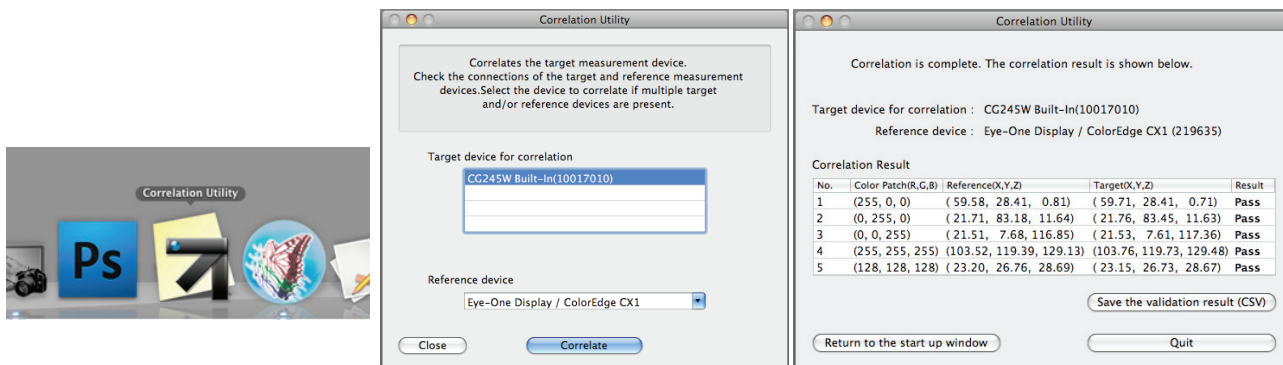 Correlation Utility
Ps
Correlation Utility
Correlates the target measurement device.
Check the connections of the target and reference measurement
devices.Select the device to correlate if multiple target
and/or reference devices are present.
Target device for correlation
CG245W Built-In(10017010)
Reference device
Eye-One Display / ColorEdge CX1
Close
Correlate
Correlation Utility
Correlation is complete. The correlation result is shown below.
Target device for correlation : CG245W Built-In(10017010)
Reference device : Eye-One Display / ColorEdge CX1 (219635)
Correlation Result
No. Color Patch(R,G,B) Reference(X,Y,Z) Target(X,Y,Z) Result
1 (255, 0, 0) ( 59.58, 28.41, 0.81) ( 59.71, 28.41, 0.71) Pass
2 (0, 255, 0) ( 21.71, 83.18, 11.64) ( 21.76, 83.45, 11.63) Pass
3 (0, 0, 255) ( 21.51, 7.68, 116.85) ( 21.53, 7.61, 117.36) Pass
4 (255, 255, 255) (103.52, 119.39, 129.13) (103.76, 119.73, 129.48) Pass
5 (128, 128, 128) ( 23.20, 26.76, 28.69) ( 23.15, 26.73, 28.67) Pass
Save the validation result (CSV)
Return to the start up window
Quit